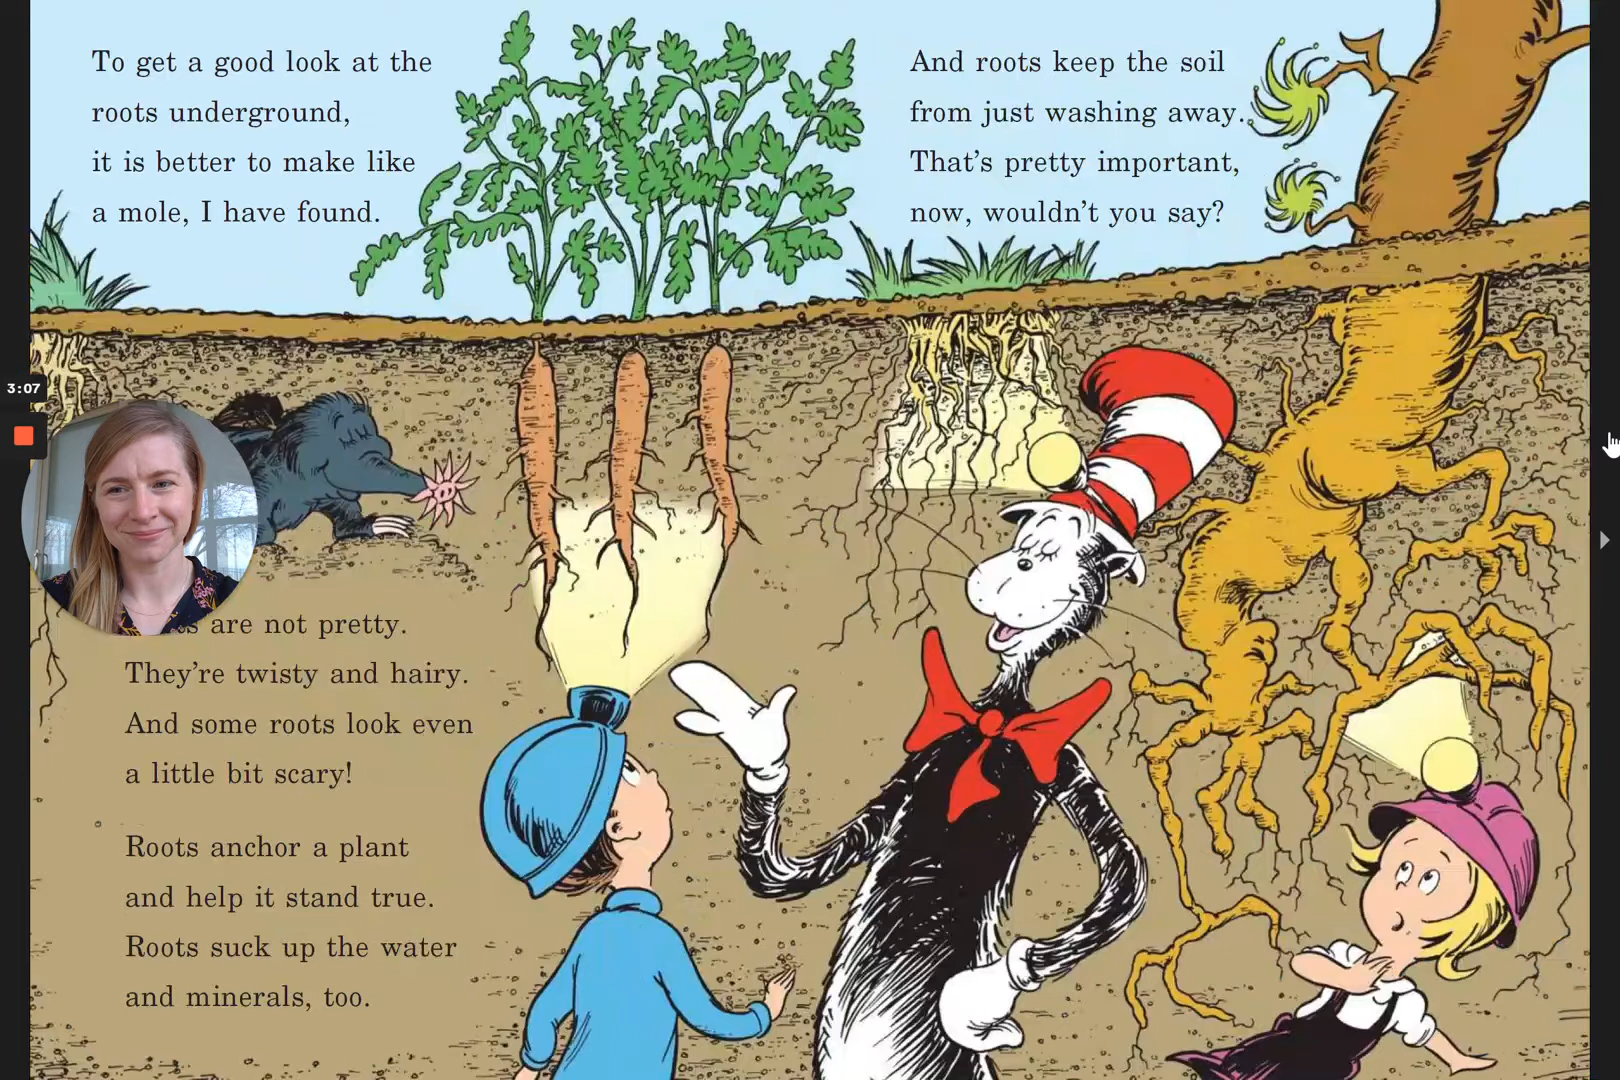 To get a good look at the
roots underground,
it is better to make like
a mole, I have found.
are not pretty.
They're twisty and hairy.
And some roots look even
a little bit scary!
Roots anchor a plant
and help it stand true.
Roots suck up the water
and minerals, too.
And roots keep the soil
from just washing away.
That's pretty important,
now, wouldn't you say?
3:07